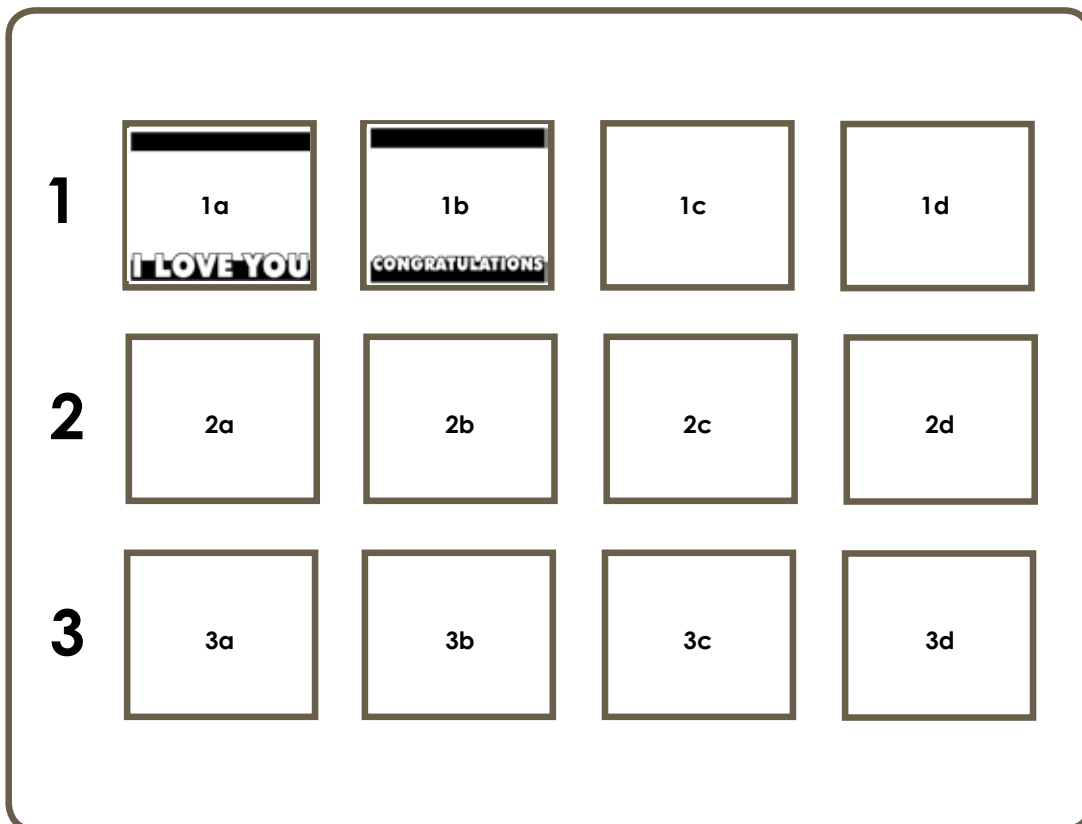 1
1a
1b
1c
1d
I LOVE YOU
CONGRATULATIONS
2
2a
2b
2c
2d
3
3a
3b
3c
3d